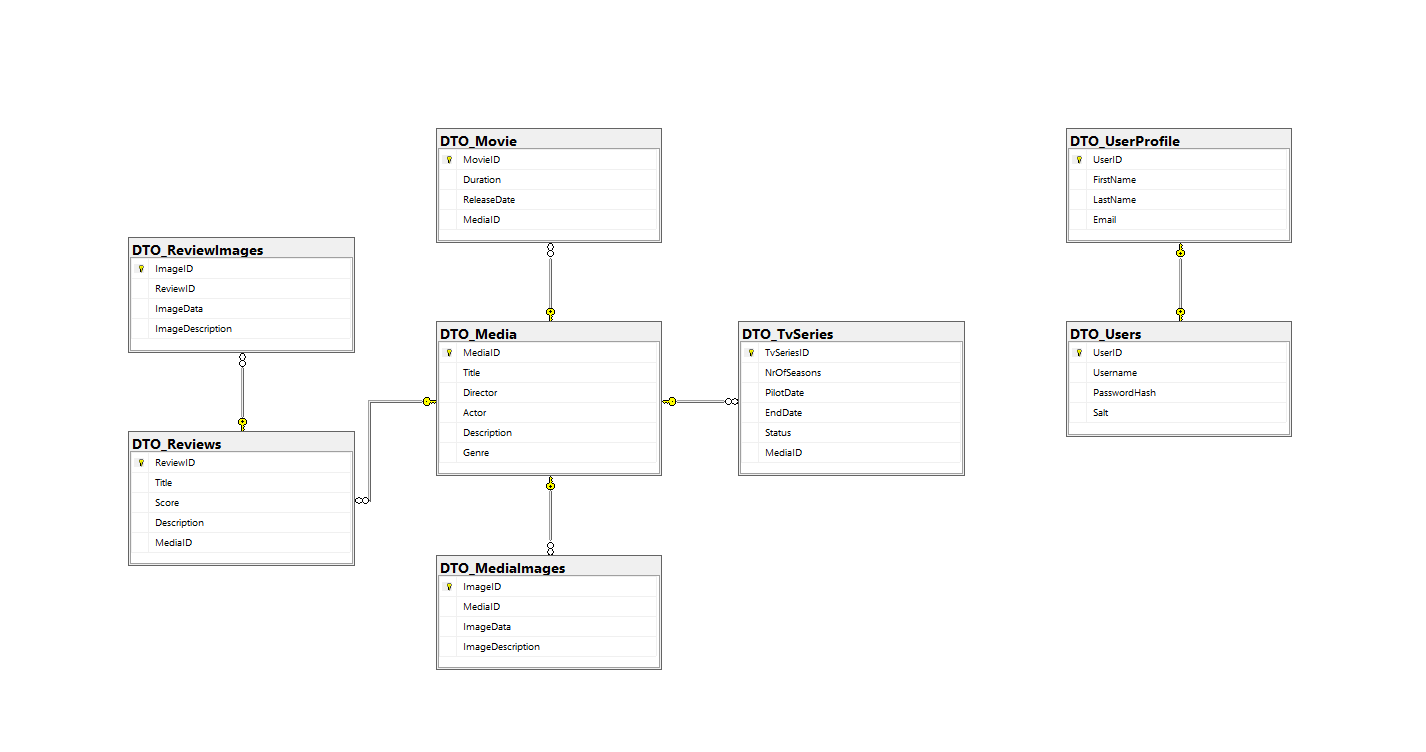 DTO_Movie
MovieID
Duration
ReleaseDate
MediaID
DTO_UserProfile
UserID
FirstName
LastName
Email
DTO_ReviewImages
ImageID
ReviewID
ImageData
ImageDescription
DTO_Media
MediaID
Title
Director
Actor
Description
Genre
DTO_TvSeries
TvSeriesID
NrOfSeasons
PilotDate
EndDate
Status
MediaID
DTO_Users
UserID
Username
PasswordHash
Salt
DTO_Reviews
ReviewID
Title
Score
Description
MediaID
DTO_MediaImages
ImageID
MediaID
ImageData
ImageDescription